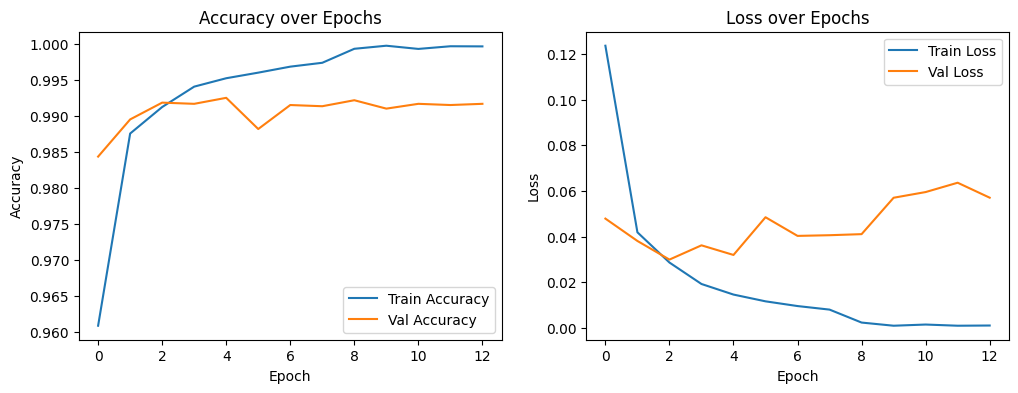 Accuracy over Epochs
1.000
0.995
0.990
0.985
0.980
0.975
0.970
0.965
0.960
Accuracy
Train Accuracy
Val Accuracy
0 2 4 6 8 10 12
Epoch
Loss over Epochs
0.12
0.10
0.08
0.06
0.04
0.02
0.00
Loss
Train Loss
Val Loss
0 2 4 6 8 10 12
Epoch